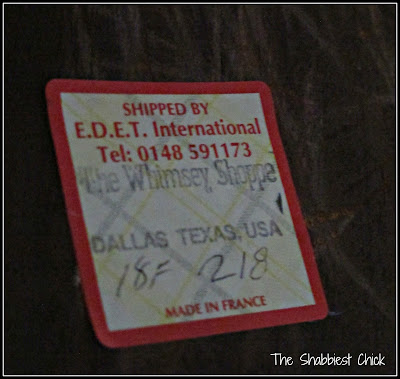 SHIPPED BY
E.D.E.T. International
Tel: 0148 591173
The Whimsey Shoppe
DALLAS TEXAS, USA
18F 218
MADE IN FRANCE
The Shabbiest Chick